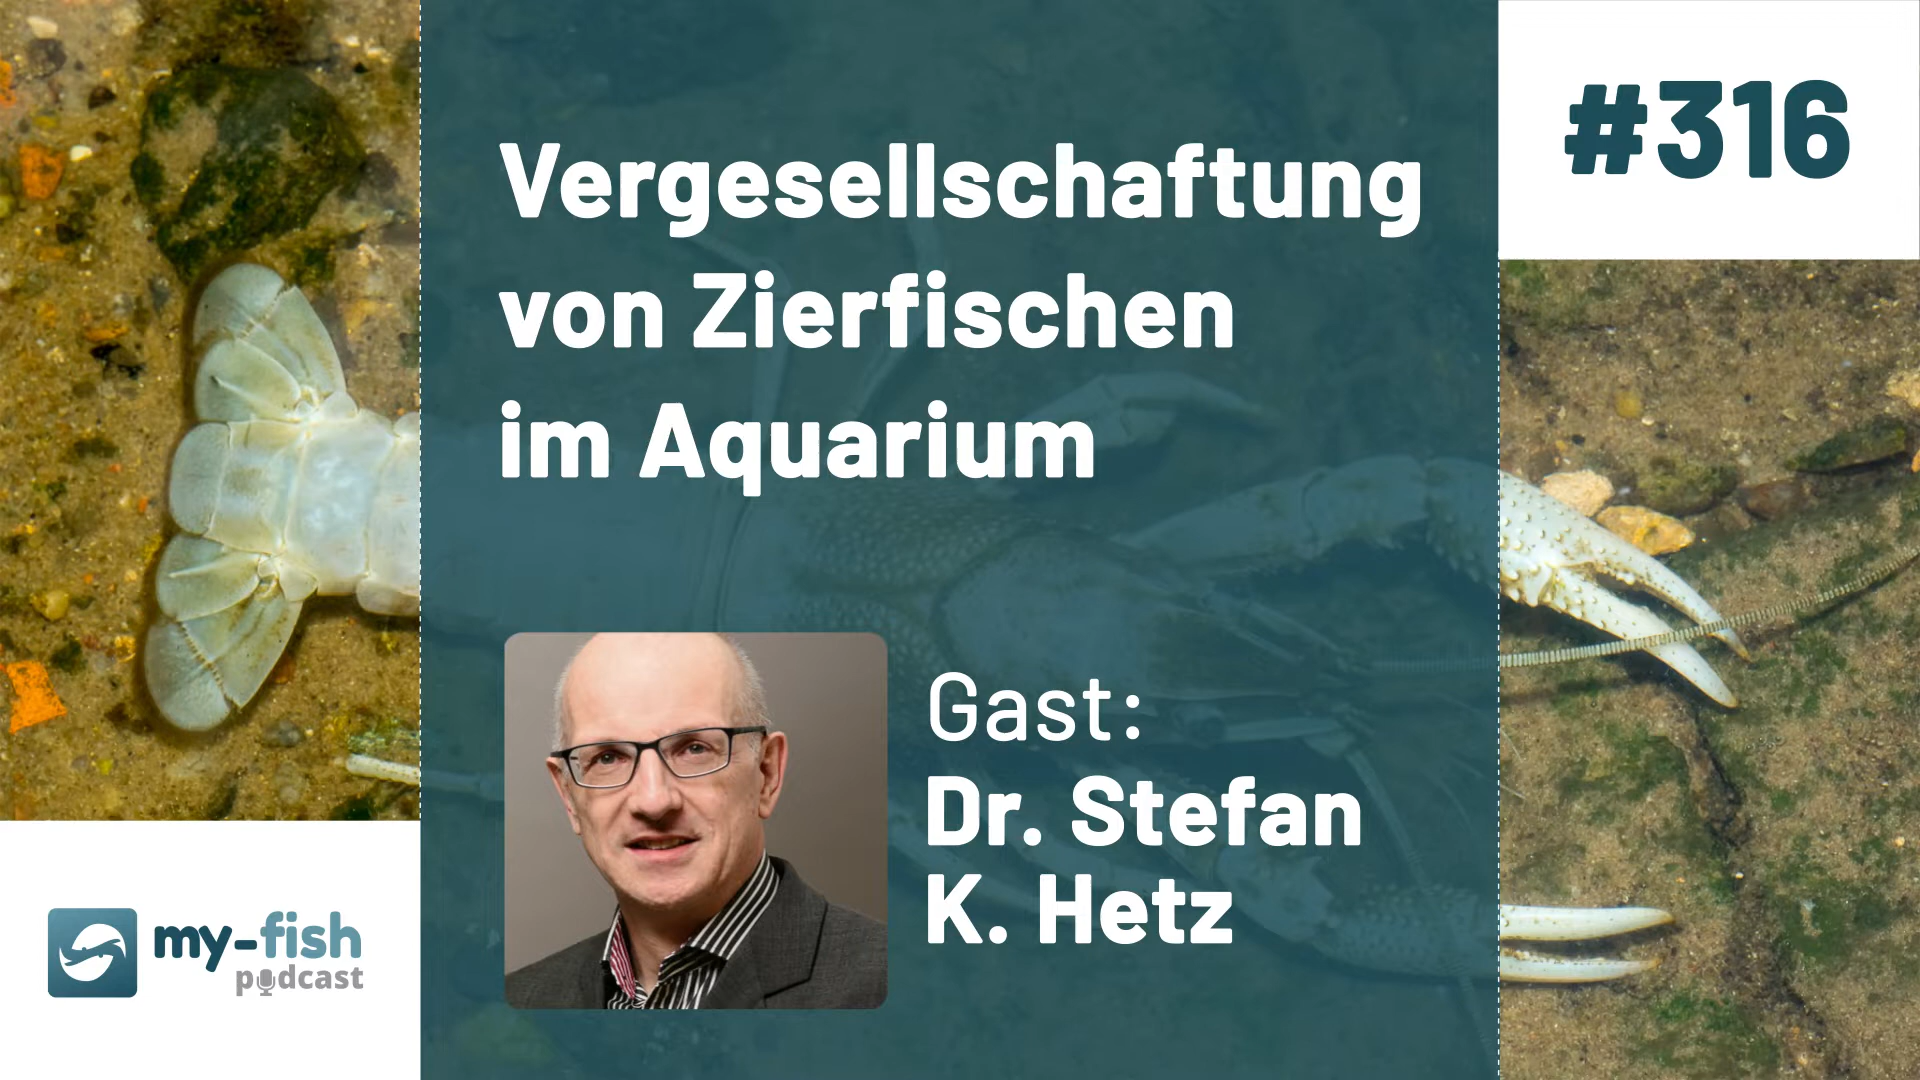 #316
Vergesellschaftung
von Zierfischen
im Aquarium
Gast:
Dr. Stefan
K. Hetz
my-fish
podcast